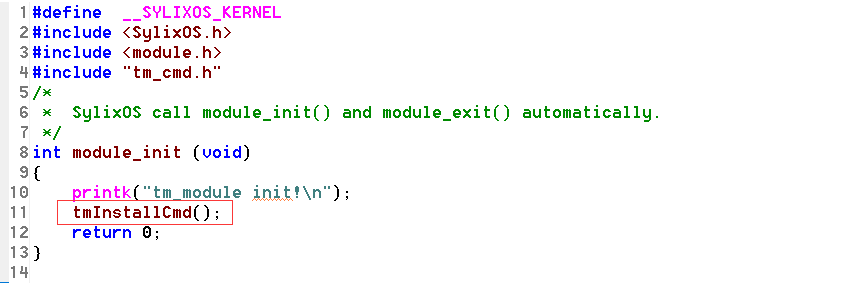 1 #define  __SYLIXOS_KERNEL
2 #include <SylixOS.h>
3 #include <module.h>
4 #include "tm_cmd.h"
5 /*
6  *  SylixOS call module_init() and module_exit() automatically.
7  */
8 int module_init (void)
9 {
10     printk("tm_module init!\n");
11     tmInstallCmd();
12     return 0;
13 }
14